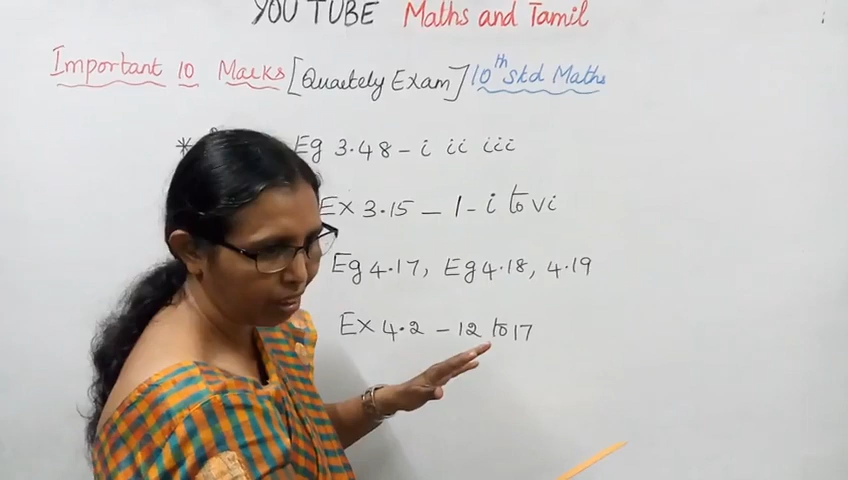 YOU TUBE Maths and Tamil
Important 10 Marks [Quartely Exam] 10th std Maths
* Eg 3.48 - i ii iii
Ex 3.15 - 1 - i to vi
Eg 4.17, Eg 4.18, 4.19
Ex 4.2 - 12 to 17